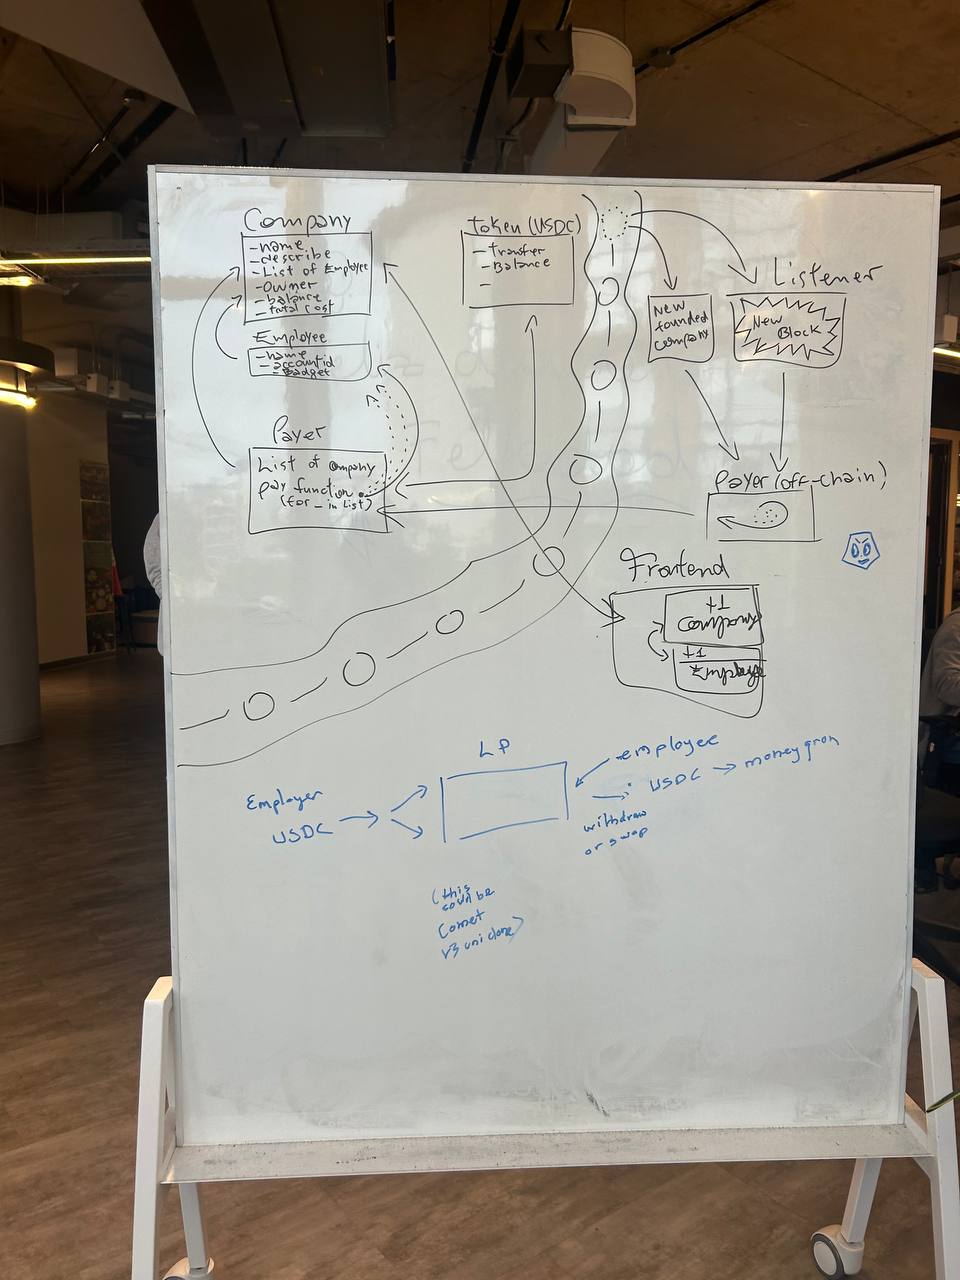 Company
-name
-describe
-List of Employee
-owner
-balance
-total cost
Employee
-name
-accountid
-badget
Payer
List of company
pay function
(for _ in List)
token (USDC)
-Transfer
-Balance
-
Listener
New
founded
company
New
Block
Payer (off-chain)
Frontend
+1
company
+1
Employee
LP
Employer
USDC
employee
USDC → money gram
withdraw
or swap
(this
could be
Comet
v3 uni clone)